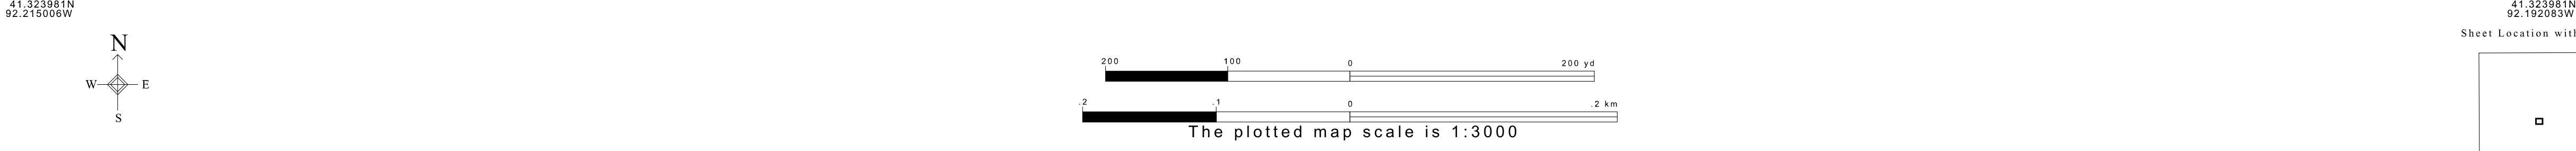 41.323981N
92.215006W
41.323981N
92.192083W
Sheet Location with
N
W E
S
200 100 0 200 yd
.2 .1 0 .2 km
The plotted map scale is 1:3000